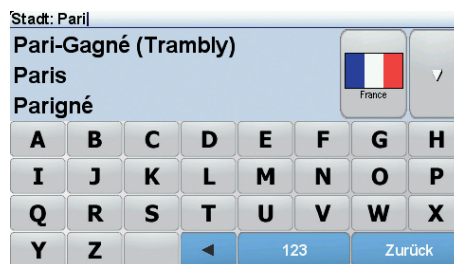 Stadt: Pari
Pari-Gagné (Trambly)
Paris
Parigné
France
A B C D E F G H
I J K L M N O P
Q R S T U V W X
Y Z 123 Zurück